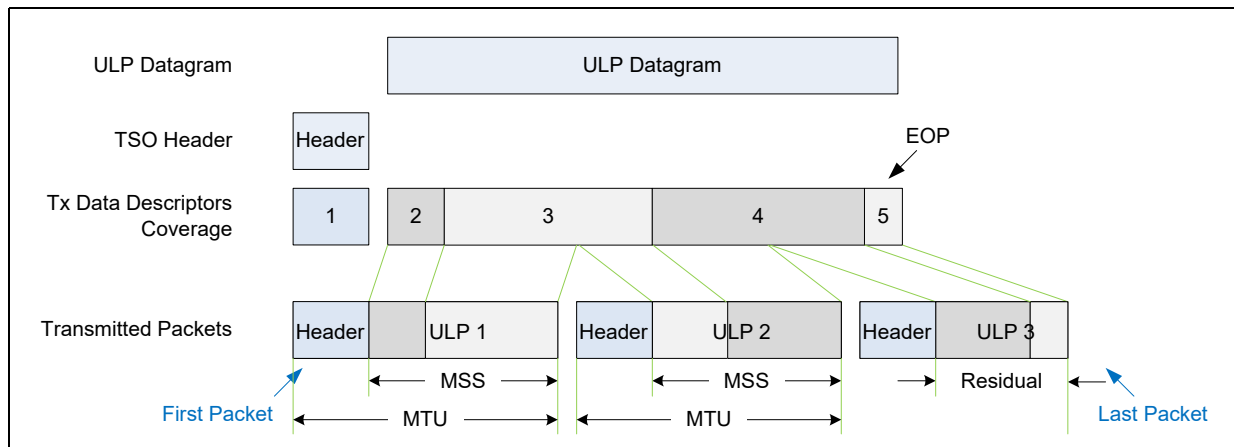 ULP Datagram
ULP Datagram
TSO Header
Header
EOP
Tx Data Descriptors
Coverage
1
2
3
4
5
Transmitted Packets
Header
ULP 1
Header
ULP 2
Header
ULP 3
MSS
MSS
Residual
First Packet
MTU
MTU
Last Packet